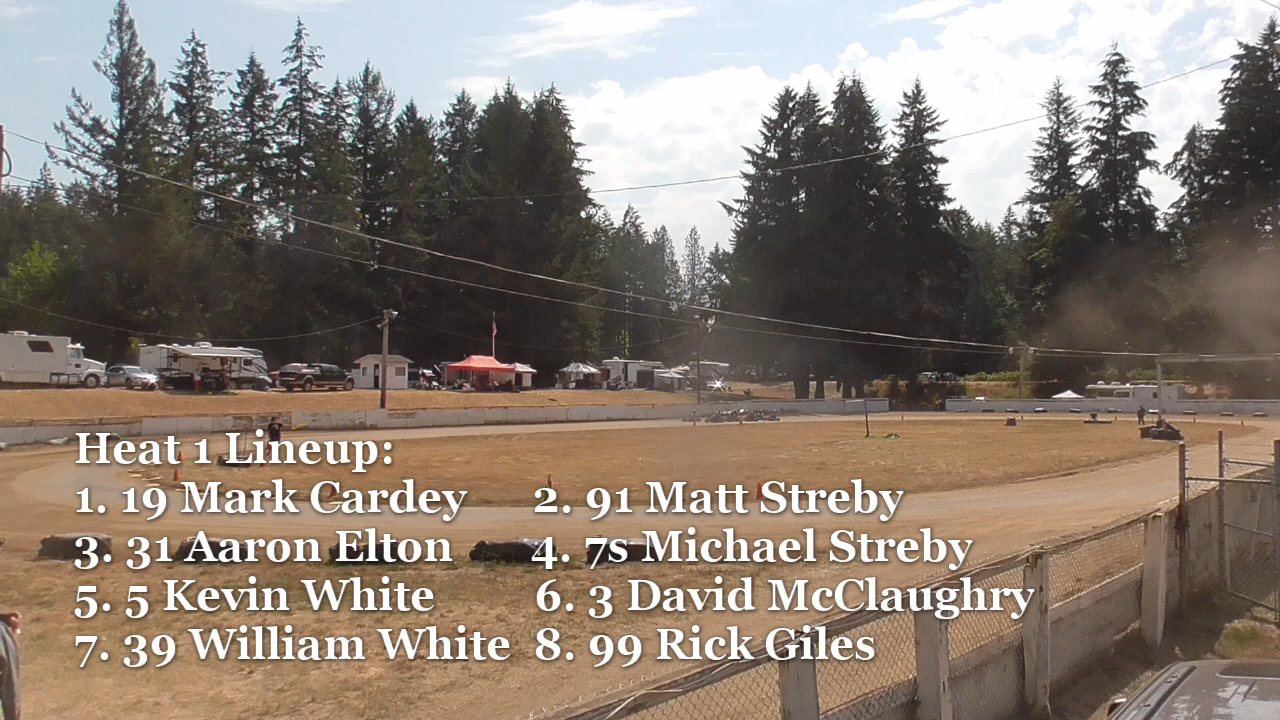 Heat 1 Lineup:
1. 19 Mark Cardey 2. 91 Matt Streby
3. 31 Aaron Elton 4. 7s Michael Streby
5. 5 Kevin White 6. 3 David McClaughry
7. 39 William White 8. 99 Rick Giles